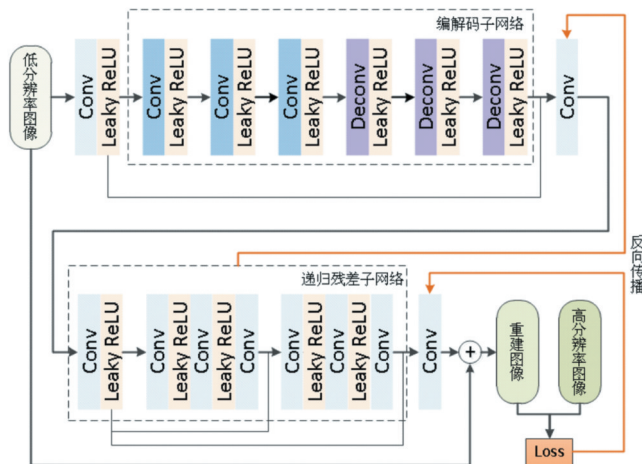 编解码子网络
低分辨率图像
Conv
Leaky ReLU
Conv
Leaky ReLU
Conv
Leaky ReLU
Conv
Leaky ReLU
Deconv
Leaky ReLU
Deconv
Leaky ReLU
Deconv
Leaky ReLU
Conv
反向传播
递归残差子网络
Conv
Leaky ReLU
Conv
Leaky ReLU
Conv
Leaky ReLU
Conv
Conv
Leaky ReLU
Conv
Leaky ReLU
Conv
Conv
+
重建图像
高分辨率图像
Loss